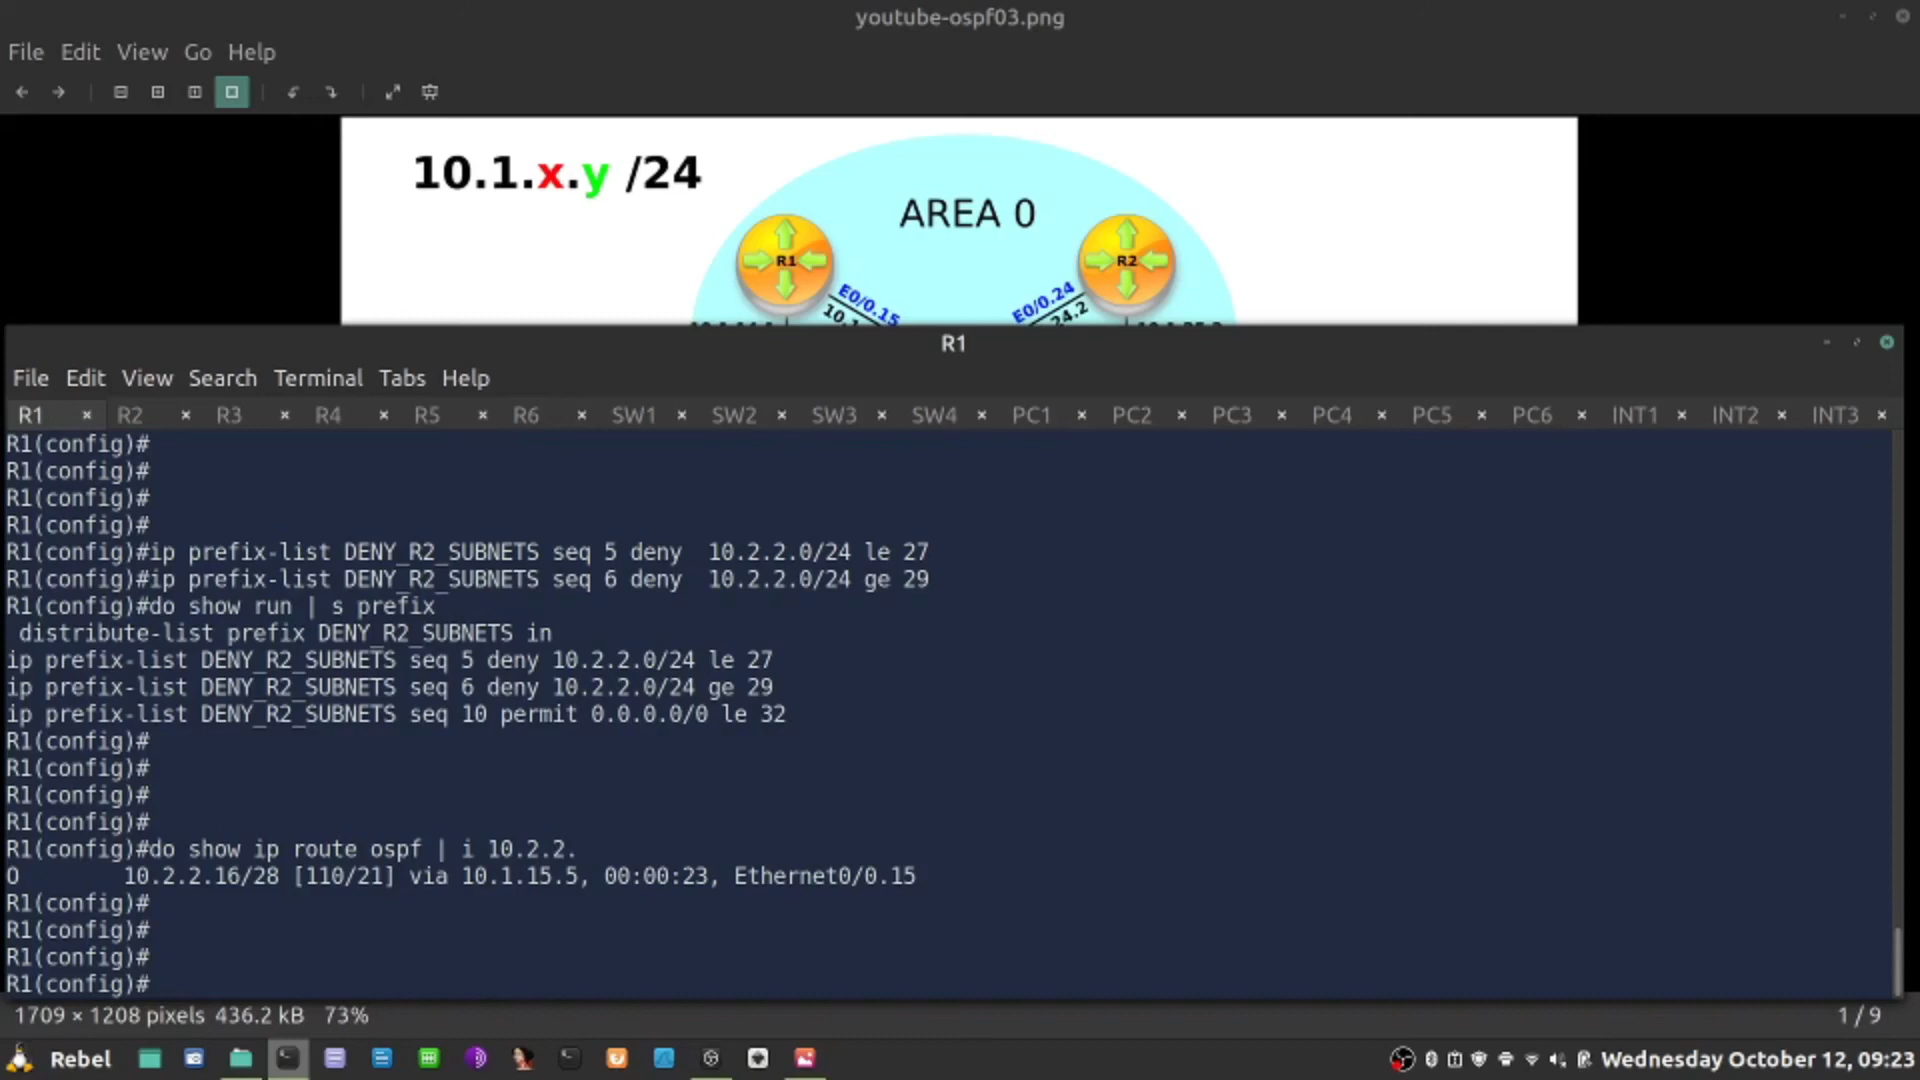 youtube-ospf03.png
File Edit View Go Help
10.1.x.y /24
AREA 0
R1
R2
E0/0.15
10.1
E0/0.24
24.2
R1
File Edit View Search Terminal Tabs Help
R1 × R2 × R3 × R4 × R5 × R6 × SW1 × SW2 × SW3 × SW4 × PC1 × PC2 × PC3 × PC4 × PC5 × PC6 × INT1 × INT2 × INT3 ×
R1(config)#
R1(config)#
R1(config)#
R1(config)#
R1(config)#ip prefix-list DENY_R2_SUBNETS seq 5 deny  10.2.2.0/24 le 27
R1(config)#ip prefix-list DENY_R2_SUBNETS seq 6 deny  10.2.2.0/24 ge 29
R1(config)#do show run | s prefix
 distribute-list prefix DENY_R2_SUBNETS in
ip prefix-list DENY_R2_SUBNETS seq 5 deny 10.2.2.0/24 le 27
ip prefix-list DENY_R2_SUBNETS seq 6 deny 10.2.2.0/24 ge 29
ip prefix-list DENY_R2_SUBNETS seq 10 permit 0.0.0.0/0 le 32
R1(config)#
R1(config)#
R1(config)#
R1(config)#
R1(config)#do show ip route ospf | i 10.2.2.
O        10.2.2.16/28 [110/21] via 10.1.15.5, 00:00:23, Ethernet0/0.15
R1(config)#
R1(config)#
R1(config)#
R1(config)#
1709 × 1208 pixels 436.2 kB 73%
1 / 9
Rebel
Wednesday October 12, 09:23